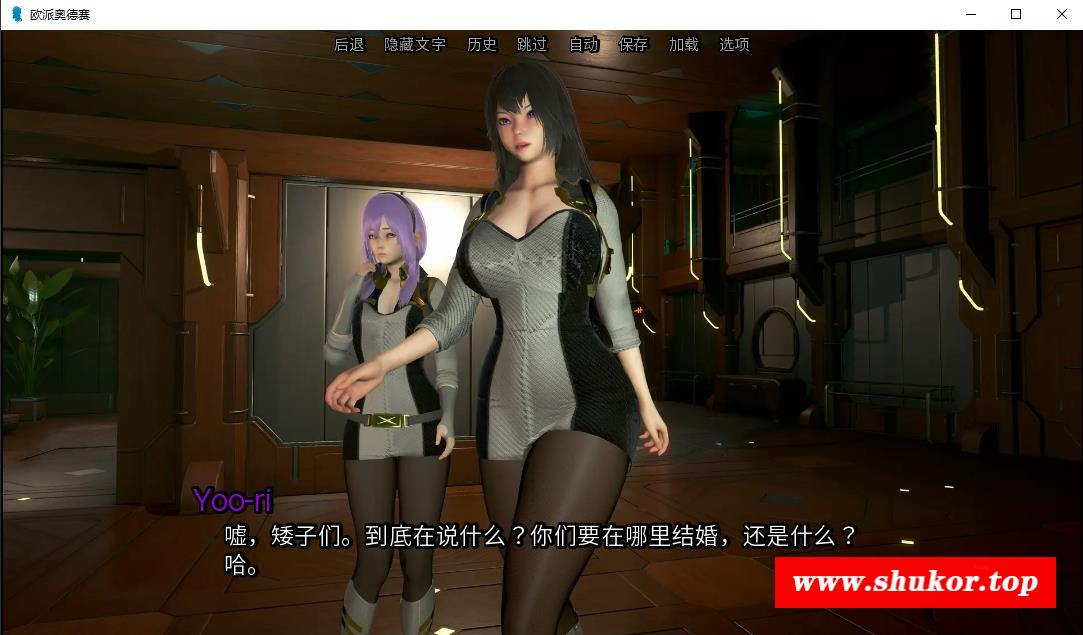 欧派奥德赛
后退 隐藏文字 历史 跳过 自动 保存 加载 选项
Yoo-ri
嘘，矮子们。到底在说什么？你们要在哪里结婚，还是什么？
哈。
www.shukor.top